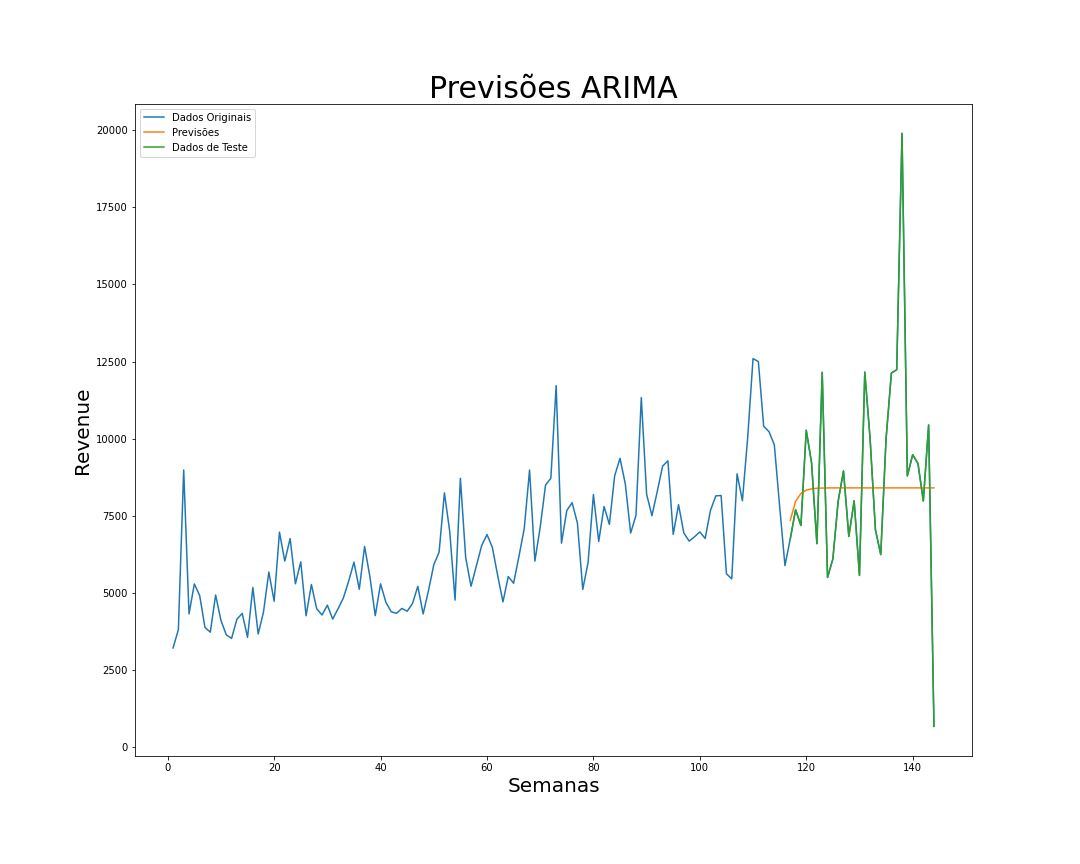 Previsões ARIMA
Dados Originais
Previsões
Dados de Teste
20000
17500
15000
12500
10000
7500
5000
2500
0
Revenue
0 20 40 60 80 100 120 140
Semanas